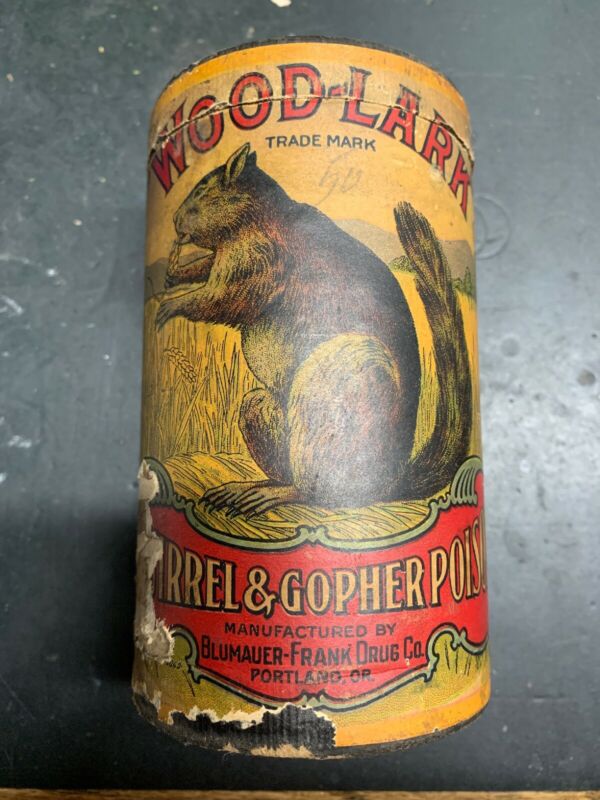 WOOD-LARK
TRADE MARK
IRREL & GOPHER POIS
MANUFACTURED BY
BLUMAUER-FRANK DRUG CO.
PORTLAND, OR.